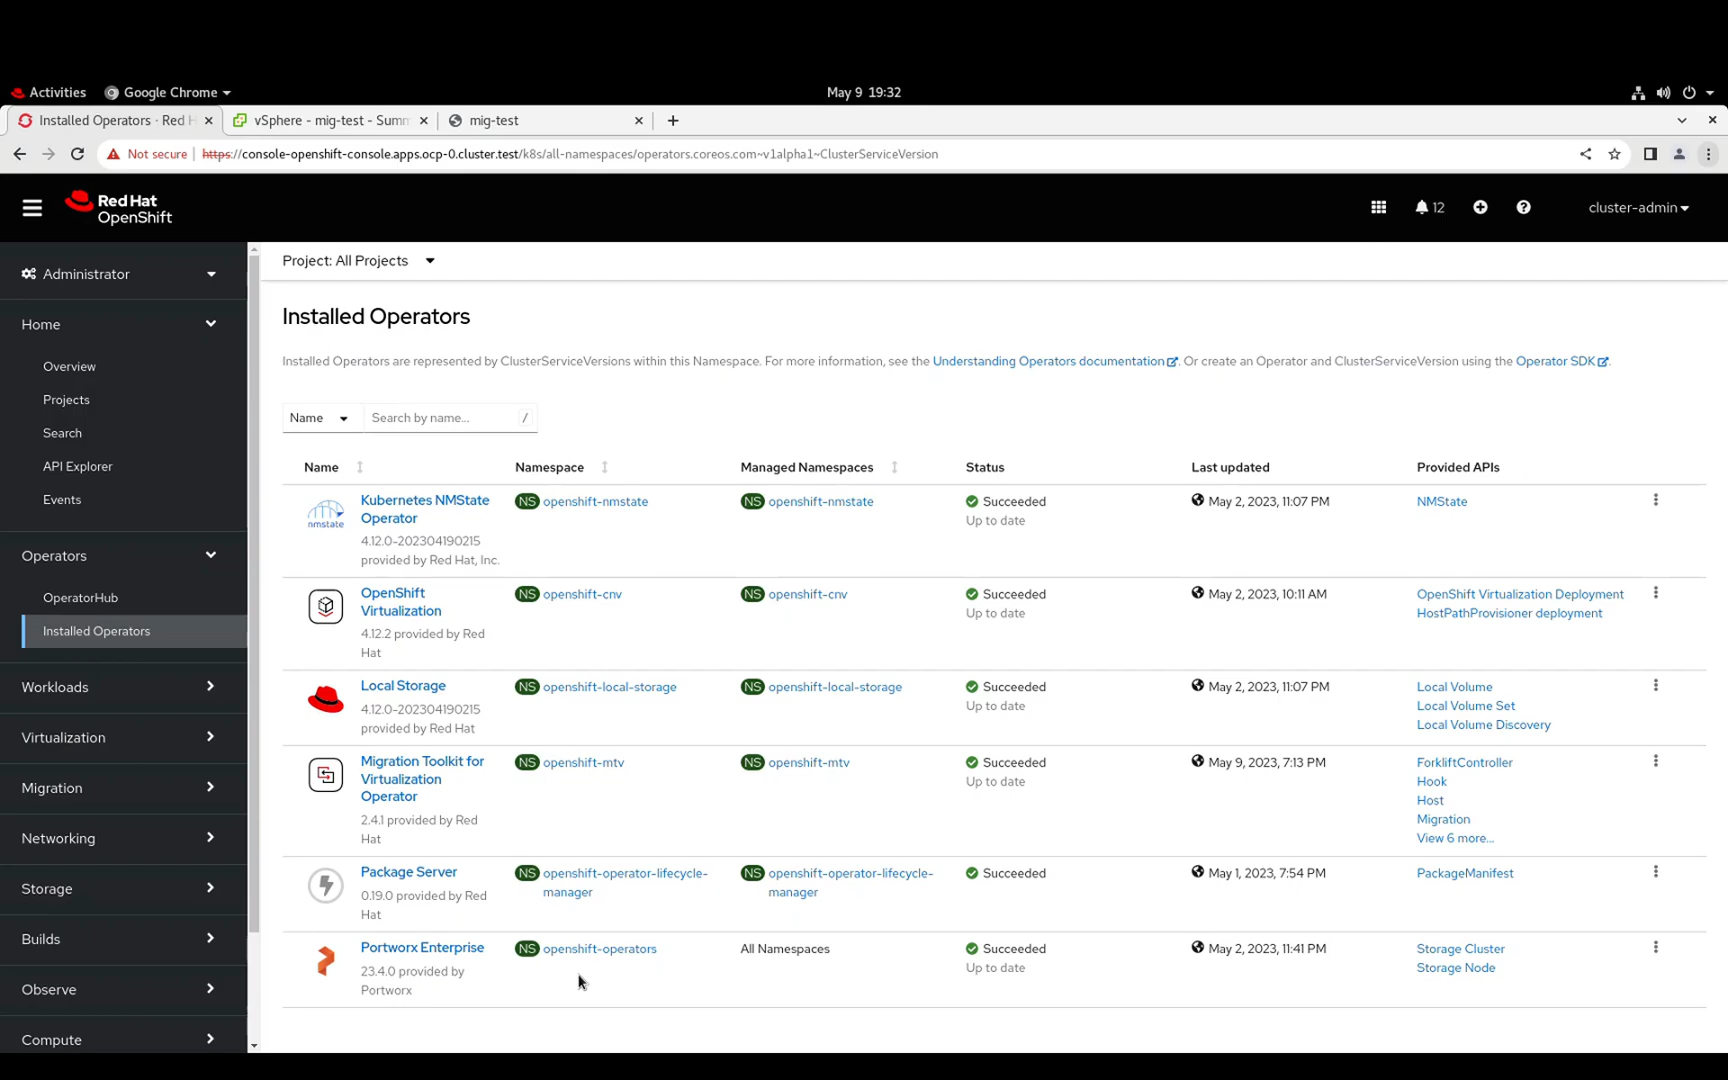 Activities Google Chrome May 9 19:32
Installed Operators · Red H vSphere - mig-test - Summ mig-test
Not secure https://console-openshift-console.apps.ocp-0.cluster.test/k8s/all-namespaces/operators.coreos.com~v1alpha1~ClusterServiceVersion
Red Hat
OpenShift
12 cluster-admin
Administrator
Home
Overview
Projects
Search
API Explorer
Events
Operators
OperatorHub
Installed Operators
Workloads
Virtualization
Migration
Networking
Storage
Builds
Observe
Compute
Project: All Projects
Installed Operators
Installed Operators are represented by ClusterServiceVersions within this Namespace. For more information, see the Understanding Operators documentation. Or create an Operator and ClusterServiceVersion using the Operator SDK.
Name Search by name... /
Name Namespace Managed Namespaces Status Last updated Provided APIs
nmstate
Kubernetes NMState
Operator
4.12.0-202304190215
provided by Red Hat, Inc.
NS openshift-nmstate
NS openshift-nmstate
Succeeded
Up to date
May 2, 2023, 11:07 PM
NMState
OpenShift
Virtualization
4.12.2 provided by Red
Hat
NS openshift-cnv
NS openshift-cnv
Succeeded
Up to date
May 2, 2023, 10:11 AM
OpenShift Virtualization Deployment
HostPathProvisioner deployment
Local Storage
4.12.0-202304190215
provided by Red Hat
NS openshift-local-storage
NS openshift-local-storage
Succeeded
Up to date
May 2, 2023, 11:07 PM
Local Volume
Local Volume Set
Local Volume Discovery
Migration Toolkit for
Virtualization
Operator
2.4.1 provided by Red
Hat
NS openshift-mtv
NS openshift-mtv
Succeeded
Up to date
May 9, 2023, 7:13 PM
ForkliftController
Hook
Host
Migration
View 6 more...
Package Server
0.19.0 provided by Red
Hat
NS openshift-operator-lifecycle-
manager
NS openshift-operator-lifecycle-
manager
Succeeded
May 1, 2023, 7:54 PM
PackageManifest
Portworx Enterprise
23.4.0 provided by
Portworx
NS openshift-operators
All Namespaces
Succeeded
Up to date
May 2, 2023, 11:41 PM
Storage Cluster
Storage Node